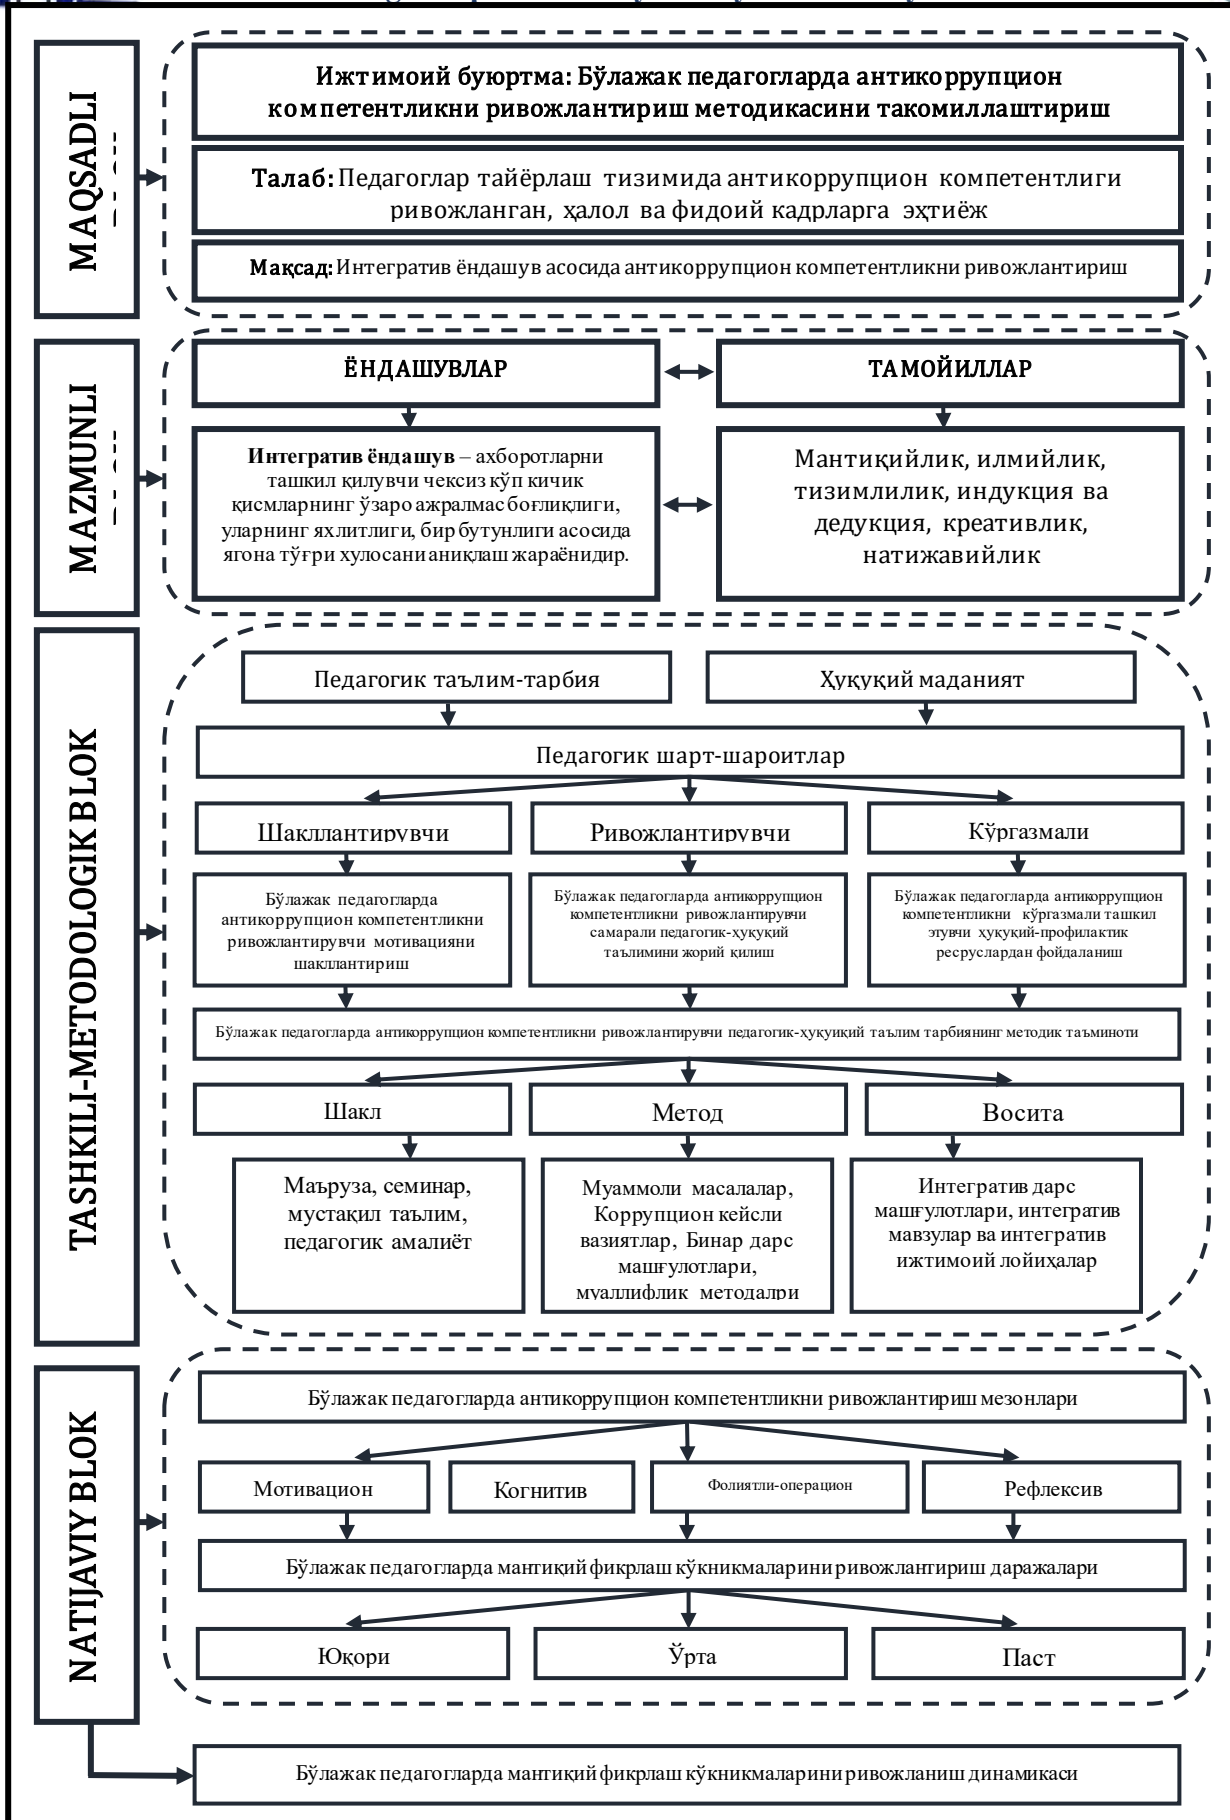 MAQSADLI
Ижтимоий буюртма: Бўлажак педагогларда антикоррупцион
компетентликни ривожлантириш методикасини такомиллаштириш
Талаб: Педагоглар тайёрлаш тизимида антикоррупцион компетентлиги
ривожланган, ҳалол ва фидоий кадрларга эҳтиёж
Мақсад: Интегратив ёндашув асосида антикоррупцион компетентликни ривожлантириш
MAZMUNLI
ЁНДАШУВЛАР
ТАМОЙИЛЛАР
Интегратив ёндашув – ахборотларни
ташкил қилувчи чексиз кўп кичик
қисмларнинг ўзаро ажралмас боғлиқлиги,
уларнинг яхлитлиги, бир бутунлиги асосида
ягона тўғри хулосани аниқлаш жараёнидир.
Мантиқийлик, илмийлик,
тизимлилик, индукция ва
дедукция, креативлик,
натижавийлик
TASHKILI-METODOLOGIK BLOK
Педагогик таълим-тарбия
Ҳуқуқий маданият
Педагогик шарт-шароитлар
Шакллантирувчи
Ривожлантирувчи
Кўргазмали
Бўлажак педагогларда
антикоррупцион компетентликни
ривожлантирувчи мотивацияни
шакллантириш
Бўлажак педагогларда антикоррупцион
компетентликни ривожлантирувчи
самарали педагогик-ҳуқуқий
таълимини жорий қилиш
Бўлажак педагогларда антикоррупцион
компетентликни кўргазмали ташкил
этувчи ҳуқуқий-профилактик
ресруслардан фойдаланиш
Бўлажак педагогларда антикоррупцион компетентликни ривожлантирувчи педагогик-ҳуқуиқий таълим тарбиянинг методик таъминоти
Шакл
Метод
Восита
Маъруза, семинар,
мустақил таълим,
педагогик амалиёт
Муаммоли масалалар,
Коррупцион кейсли
вазиятлар, Бинар дарс
машғулотлари,
муаллифлик методалри
Интегратив дарс
машғулотлари, интегратив
мавзулар ва интегратив
ижтимоий лойиҳалар
NATIJAVIY BLOK
Бўлажак педагогларда антикоррупцион компетентликни ривожлантириш мезонлари
Мотивацион
Когнитив
Фолиятли-операцион
Рефлексив
Бўлажак педагогларда мантиқий фикрлаш кўкникмаларини ривожлантириш даражалари
Юқори
Ўрта
Паст
Бўлажак педагогларда мантиқий фикрлаш кўкникмаларини ривожланиш динамикаси